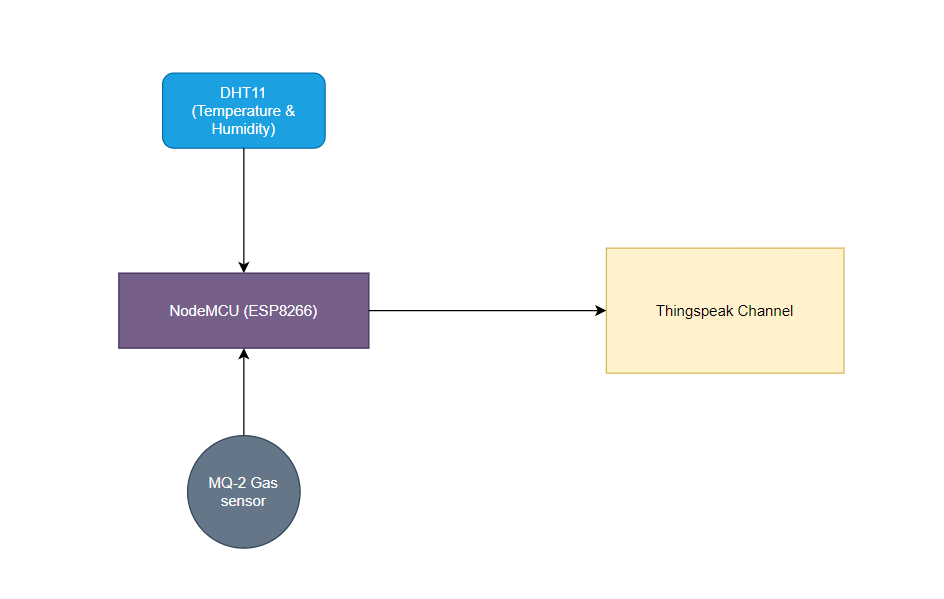 DHT11
(Temperature &
Humidity)
NodeMCU (ESP8266)
Thingspeak Channel
MQ-2 Gas
sensor